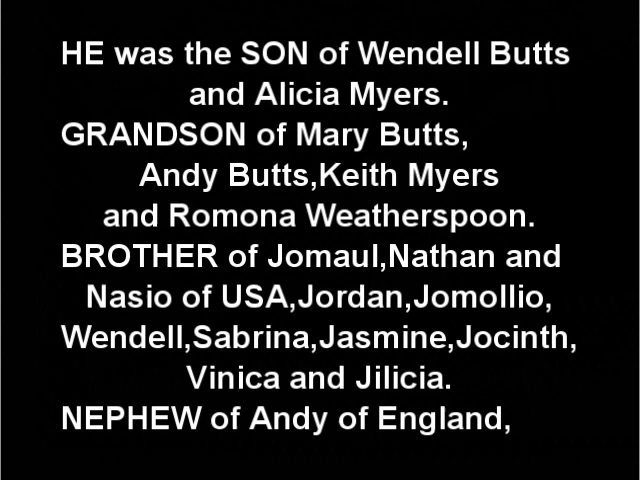 HE was the SON of Wendell Butts
and Alicia Myers.
GRANDSON of Mary Butts,
Andy Butts,Keith Myers
and Romona Weatherspoon.
BROTHER of Jomaul,Nathan and
Nasio of USA,Jordan,Jomollio,
Wendell,Sabrina,Jasmine,Jocinth,
Vinica and Jilicia.
NEPHEW of Andy of England,